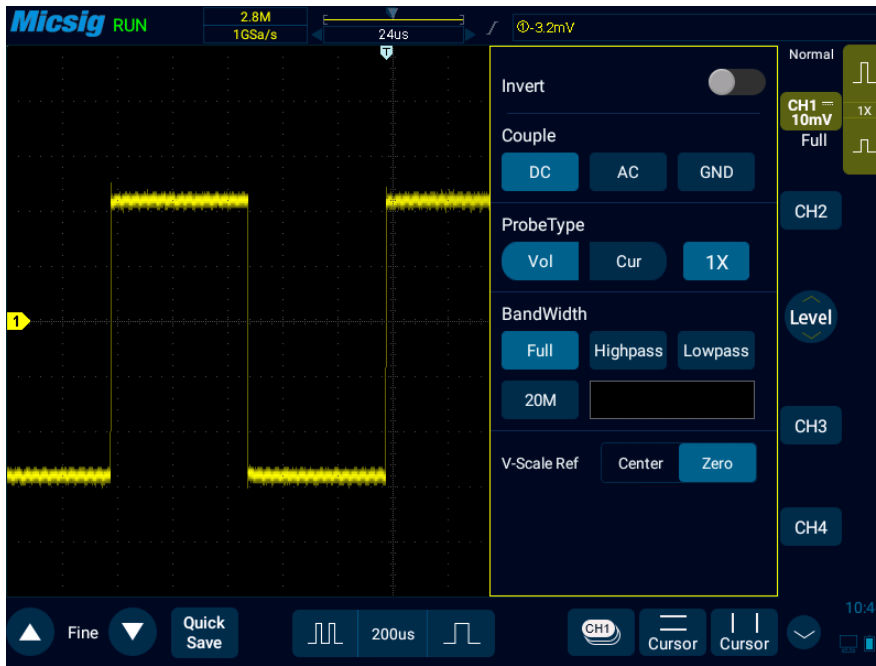 Micsig RUN
2.8M
1GSa/s
24us
①-3.2mV
T
Normal
Invert
CH1
10mV
1X
Full
Couple
DC AC GND
CH2
ProbeType
Vol Cur 1X
BandWidth
1
Level
Full Highpass Lowpass
20M
CH3
V-Scale Ref Center Zero
CH4
Fine
Quick
Save
200us
CH1
Cursor
Cursor
10:4